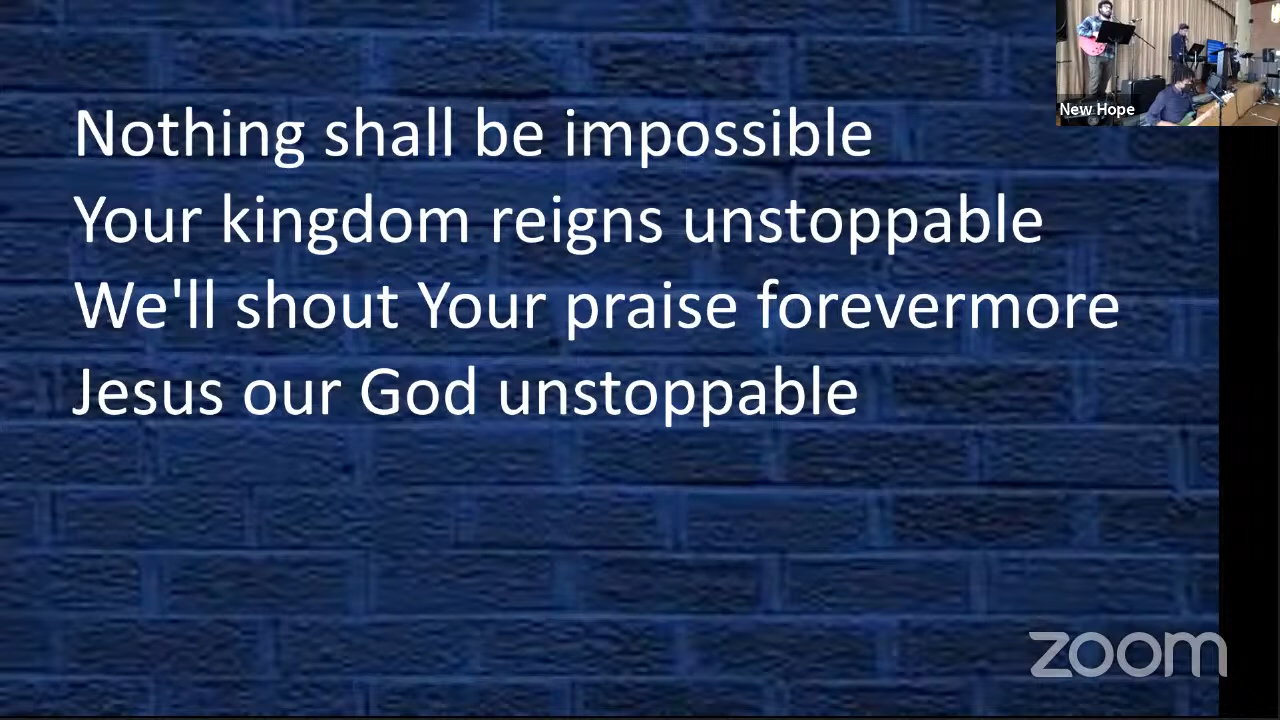 Nothing shall be impossible
Your kingdom reigns unstoppable
We'll shout Your praise forevermore
Jesus our God unstoppable
New Hope
zoom